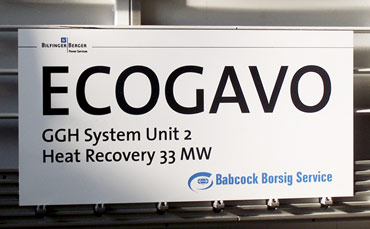 BILFINGER BERGER
Power Services
ECOGAVO
GGH System Unit 2
Heat Recovery 33 MW
Babcock Borsig Service